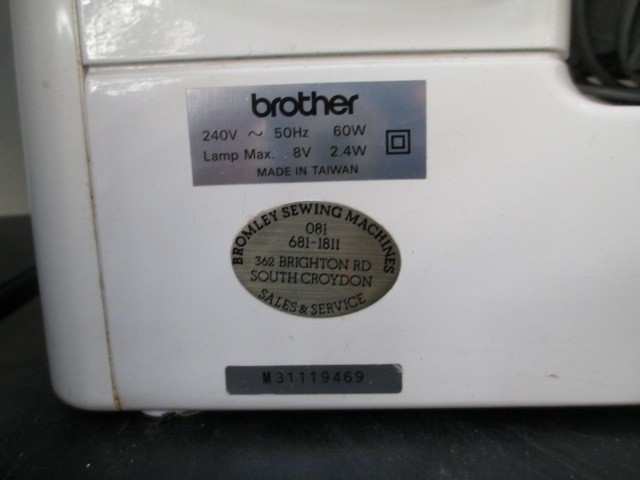 brother
240V ~ 50Hz 60W
Lamp Max. 8V 2.4W
MADE IN TAIWAN
BROMLEY SEWING MACHINES
081
681-1811
362 BRIGHTON RD
SOUTH CROYDON
SALES & SERVICE
M31119469